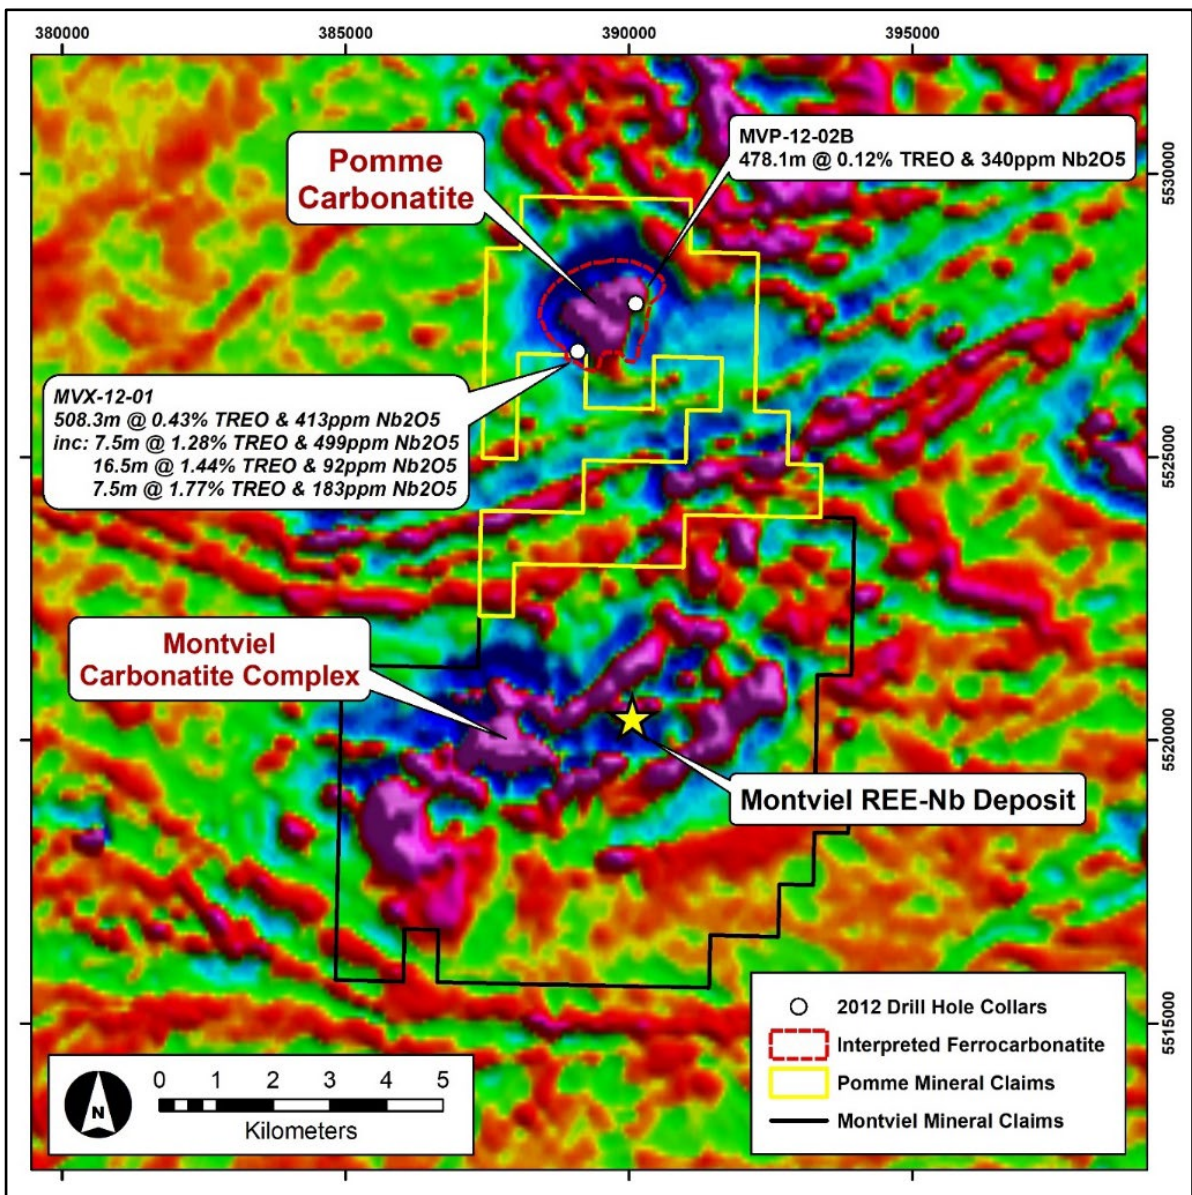 380000
385000
390000
395000
MVP-12-02B
478.1m @ 0.12% TREO & 340ppm Nb2O5
Pomme
Carbonatite
5530000
MVX-12-01
508.3m @ 0.43% TREO & 413ppm Nb2O5
inc: 7.5m @ 1.28% TREO & 499ppm Nb2O5
16.5m @ 1.44% TREO & 92ppm Nb2O5
7.5m @ 1.77% TREO & 183ppm Nb2O5
5525000
Montviel
Carbonatite Complex
5520000
Montviel REE-Nb Deposit
2012 Drill Hole Collars
Interpreted Ferrocarbonatite
Pomme Mineral Claims
Montviel Mineral Claims
5515000
N
0 1 2 3 4 5
Kilometers
380000
385000
390000
395000